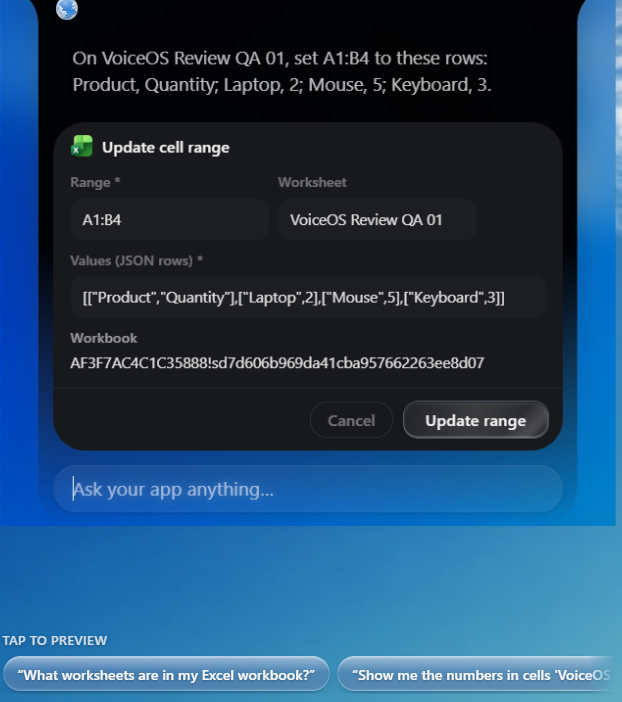 On VoiceOS Review QA 01, set A1:B4 to these rows:
Product, Quantity; Laptop, 2; Mouse, 5; Keyboard, 3.
Update cell range
Range *
Worksheet
A1:B4
VoiceOS Review QA 01
Values (JSON rows) *
[["Product","Quantity"],["Laptop",2],["Mouse",5],["Keyboard",3]]
Workbook
AF3F7AC4C1C35888!sd7d606b969da41cba957662263ee8d07
Cancel
Update range
Ask your app anything...
TAP TO PREVIEW
“What worksheets are in my Excel workbook?”
“Show me the numbers in cells 'VoiceOS